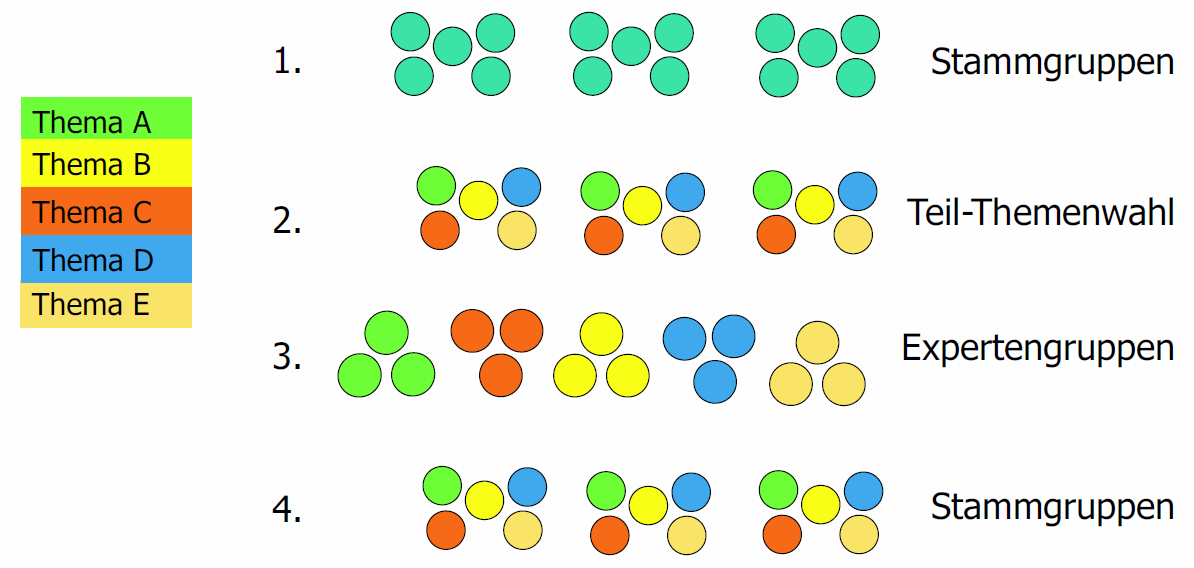 1. Stammgruppen
Thema A
Thema B
Thema C
Thema D
Thema E
2. Teil-Themenwahl
3. Expertengruppen
4. Stammgruppen